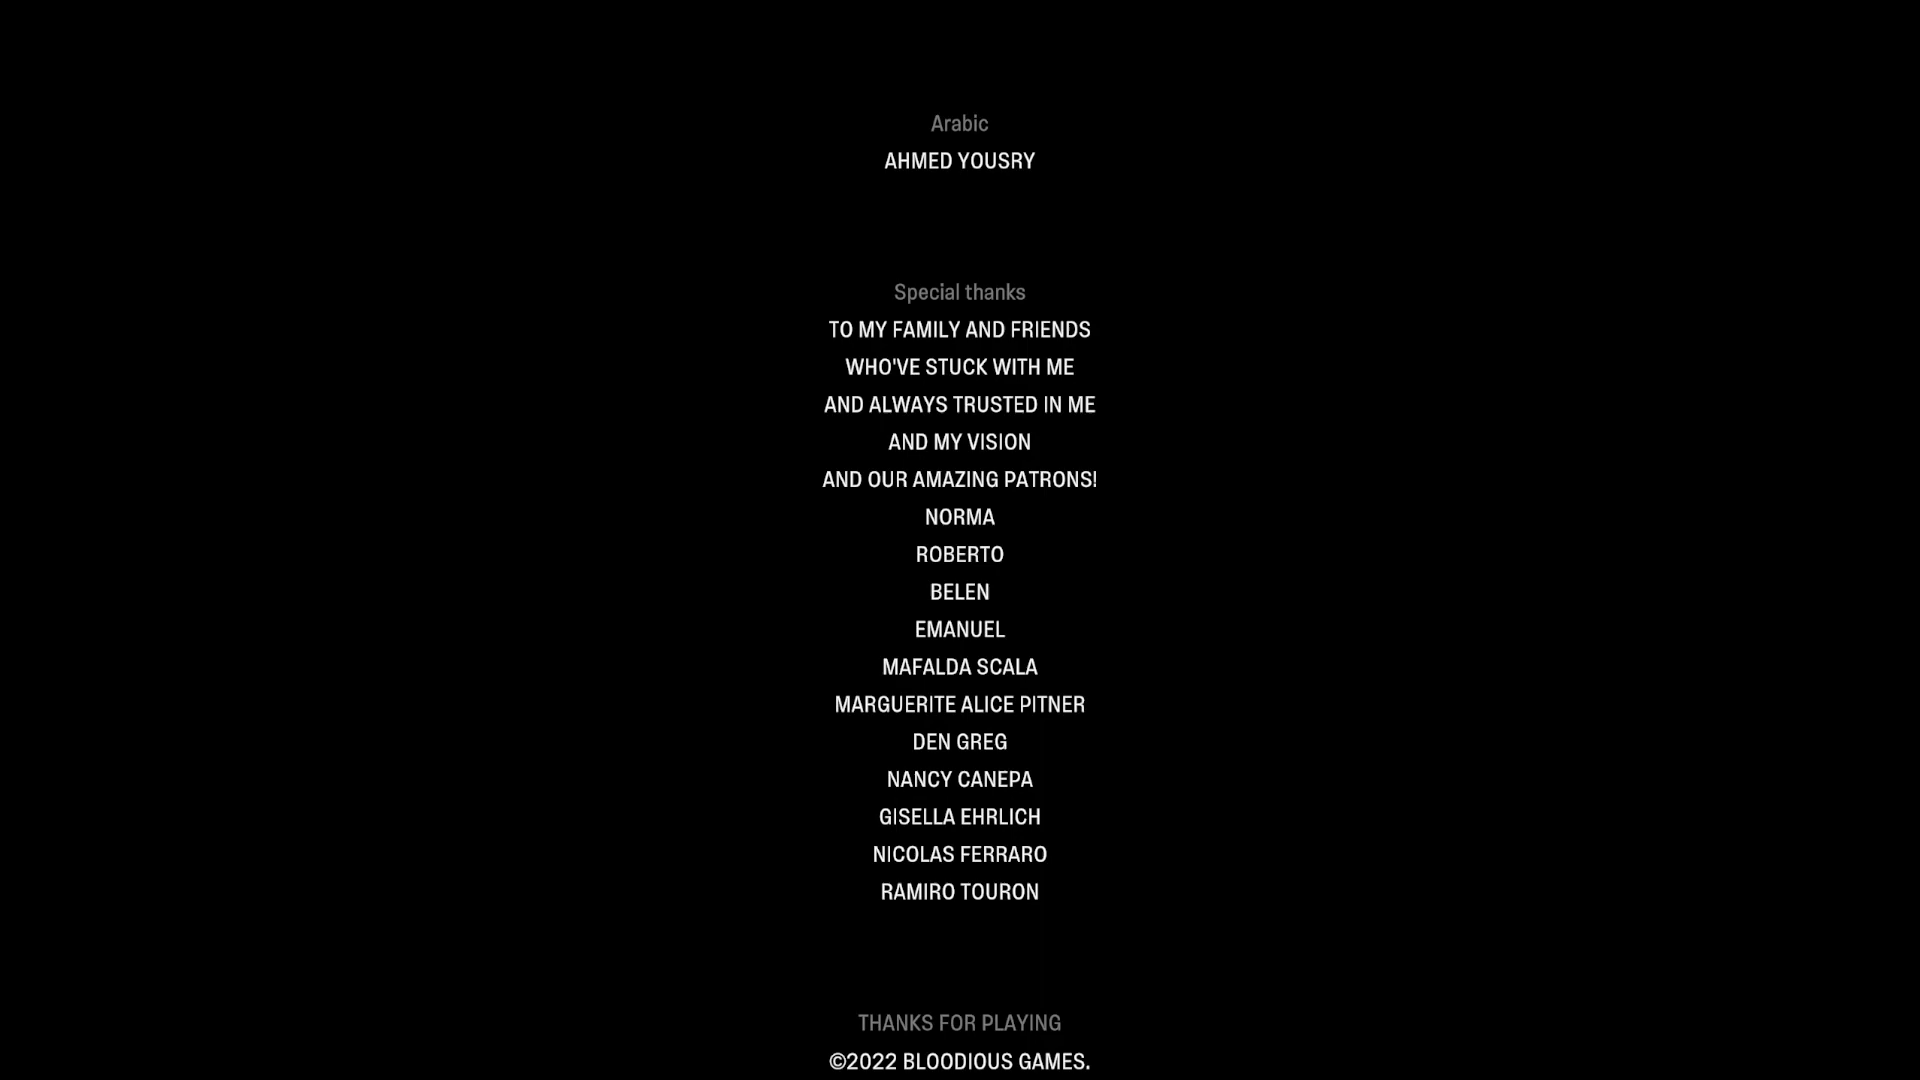 Arabic
AHMED YOUSRY
Special thanks
TO MY FAMILY AND FRIENDS
WHO'VE STUCK WITH ME
AND ALWAYS TRUSTED IN ME
AND MY VISION
AND OUR AMAZING PATRONS!
NORMA
ROBERTO
BELEN
EMANUEL
MAFALDA SCALA
MARGUERITE ALICE PITNER
DEN GREG
NANCY CANEPA
GISELLA EHRLICH
NICOLAS FERRARO
RAMIRO TOURON
THANKS FOR PLAYING
©2022 BLOODIOUS GAMES.